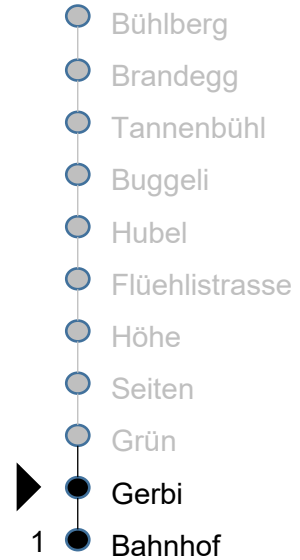 Bühlberg
Brandegg
Tannenbühl
Buggeli
Hubel
Flüehlistrasse
Höhe
Seiten
Grün
Gerbi
1 Bahnhof